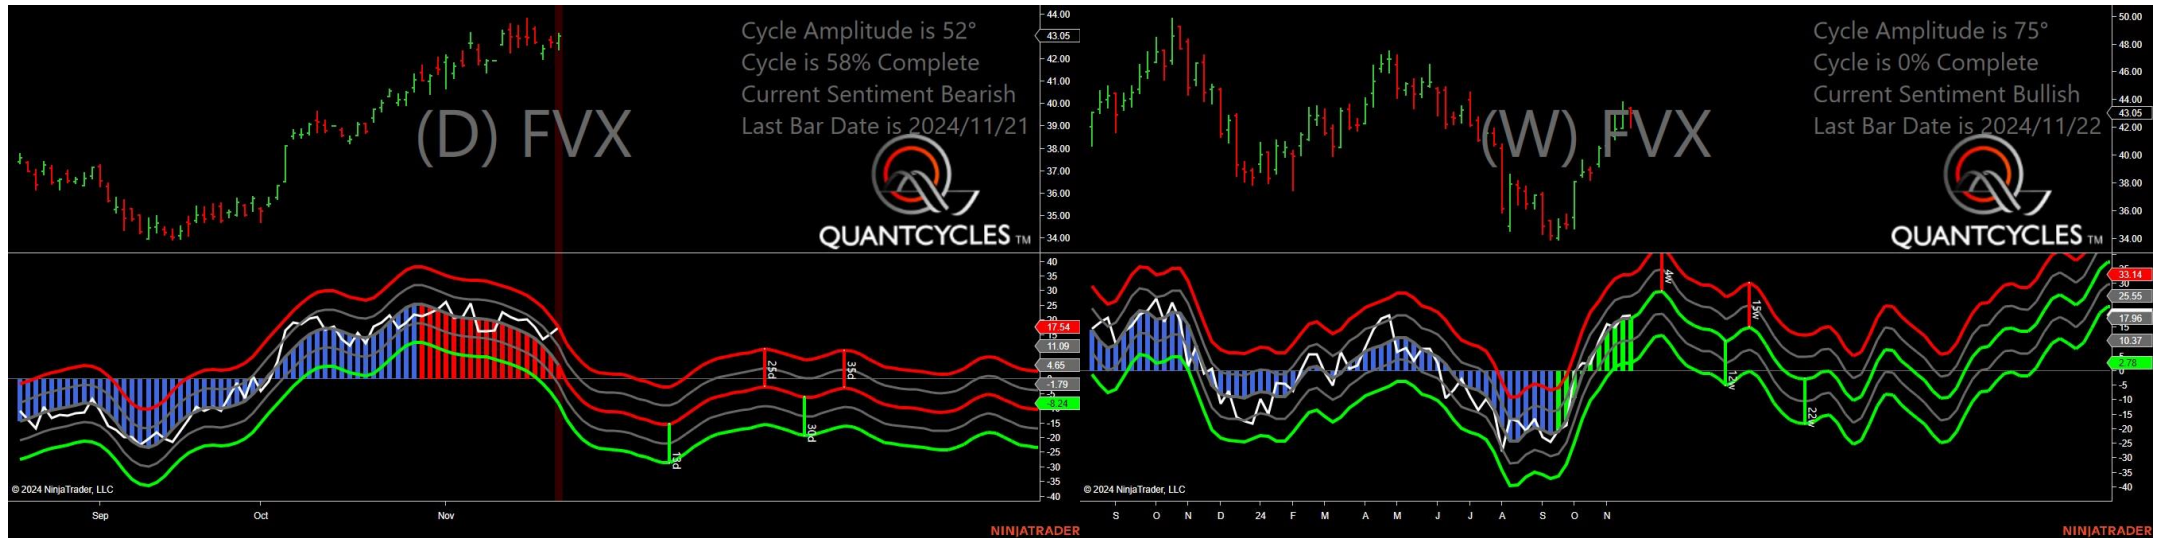 Cycle Amplitude is 52°
Cycle is 58% Complete
Current Sentiment Bearish
Last Bar Date is 2024/11/21
(D) FVX
QUANTCYCLES TM
44.00
43.05
42.00
41.00
40.00
39.00
38.00
37.00
36.00
35.00
34.00
40
35
30
25
20
17.54
15
11.09
4.65
-1.79
-5
-8.24
-15
-20
-25
-30
-35
-40
25d
35d
30d
13d
© 2024 NinjaTrader, LLC
Sep Oct Nov
NINJATRADER
Cycle Amplitude is 75°
Cycle is 0% Complete
Current Sentiment Bullish
Last Bar Date is 2024/11/22
(W) FVX
QUANTCYCLES TM
50.00
48.00
46.00
44.00
43.05
42.00
40.00
38.00
36.00
34.00
33.14
30
25.55
17.96
15
10.37
2.78
-5
-10
-15
-20
-25
-30
-35
-40
4w
15w
12w
22w
© 2024 NinjaTrader, LLC
S O N D 24 F M A M J J A S O N
NINJATRADER